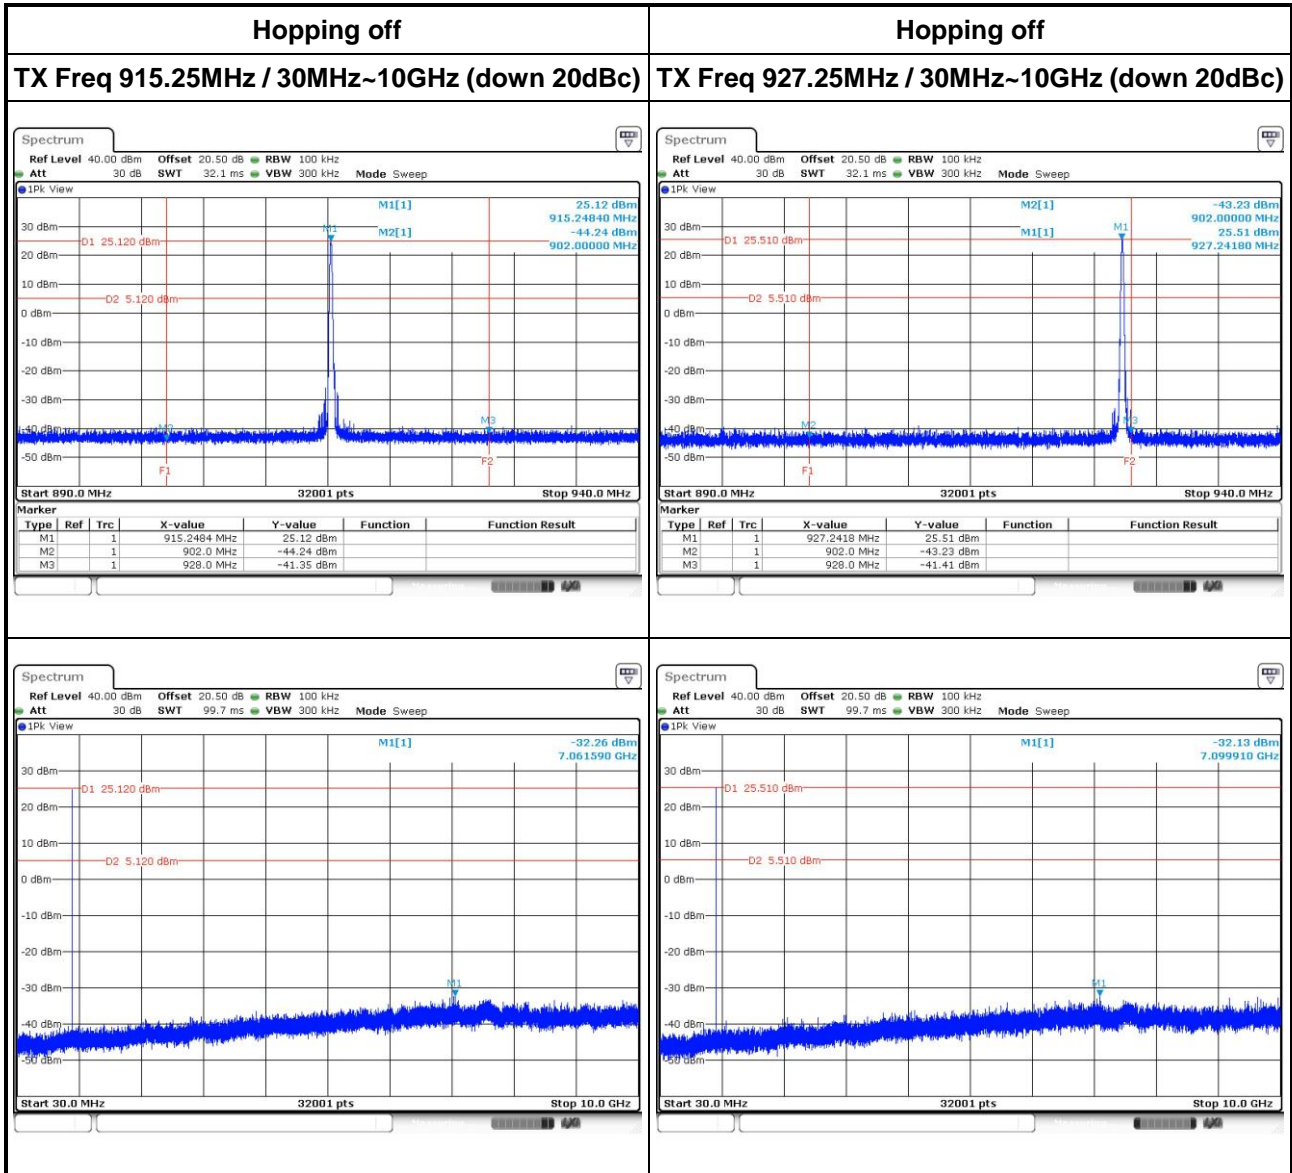 Hopping off
Hopping off
TX Freq 915.25MHz / 30MHz~10GHz (down 20dBc)
TX Freq 927.25MHz / 30MHz~10GHz (down 20dBc)
Spectrum
Ref Level 40.00 dBm Offset 20.50 dB RBW 100 kHz
Att 30 dB SWT 32.1 ms VBW 300 kHz Mode Sweep
1Pk View
M1[1] 25.12 dBm
915.24840 MHz
M2[1] -44.24 dBm
902.00000 MHz
M1
30 dBm
D1 25.120 dBm
20 dBm
10 dBm
D2 5.120 dBm
0 dBm
-10 dBm
-20 dBm
-30 dBm
M3
-40 dBm
M2
-50 dBm
F1
F2
Start 890.0 MHz 32001 pts Stop 940.0 MHz
Marker
Type Ref Trc X-value Y-value Function Function Result
M1 1 915.2484 MHz 25.12 dBm
M2 1 902.0 MHz -44.24 dBm
M3 1 928.0 MHz -41.35 dBm
Spectrum
Ref Level 40.00 dBm Offset 20.50 dB RBW 100 kHz
Att 30 dB SWT 32.1 ms VBW 300 kHz Mode Sweep
1Pk View
M2[1] -43.23 dBm
902.00000 MHz
M1[1] 25.51 dBm
927.24180 MHz
M1
30 dBm
D1 25.510 dBm
20 dBm
10 dBm
D2 5.510 dBm
0 dBm
-10 dBm
-20 dBm
-30 dBm
M2
M3
-40 dBm
-50 dBm
F1
F2
Start 890.0 MHz 32001 pts Stop 940.0 MHz
Marker
Type Ref Trc X-value Y-value Function Function Result
M1 1 927.2418 MHz 25.51 dBm
M2 1 902.0 MHz -43.23 dBm
M3 1 928.0 MHz -41.41 dBm
Spectrum
Ref Level 40.00 dBm Offset 20.50 dB RBW 100 kHz
Att 30 dB SWT 99.7 ms VBW 300 kHz Mode Sweep
1Pk View
M1[1] -32.26 dBm
7.061590 GHz
30 dBm
D1 25.120 dBm
20 dBm
10 dBm
D2 5.120 dBm
0 dBm
-10 dBm
-20 dBm
-30 dBm
M1
-40 dBm
-50 dBm
Start 30.0 MHz 32001 pts Stop 10.0 GHz
Spectrum
Ref Level 40.00 dBm Offset 20.50 dB RBW 100 kHz
Att 30 dB SWT 99.7 ms VBW 300 kHz Mode Sweep
1Pk View
M1[1] -32.13 dBm
7.099910 GHz
30 dBm
D1 25.510 dBm
20 dBm
10 dBm
D2 5.510 dBm
0 dBm
-10 dBm
-20 dBm
-30 dBm
M1
-40 dBm
-50 dBm
Start 30.0 MHz 32001 pts Stop 10.0 GHz